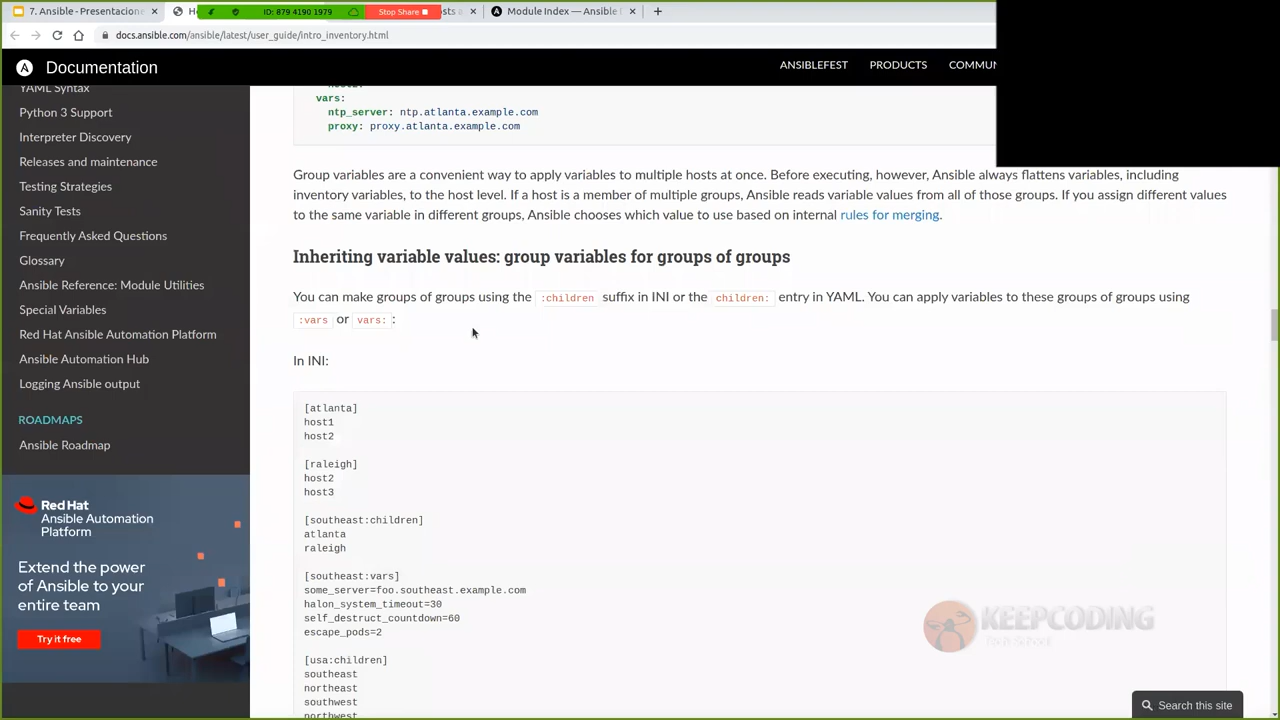 7. Ansible - Presentacion
H
ID: 879 4190 1979
Stop Share
sts a
Module Index — Ansible
docs.ansible.com/ansible/latest/user_guide/intro_inventory.html
Documentation
ANSIBLEFEST
PRODUCTS
COMMUN
YAML Syntax
Python 3 Support
Interpreter Discovery
Releases and maintenance
Testing Strategies
Sanity Tests
Frequently Asked Questions
Glossary
Ansible Reference: Module Utilities
Special Variables
Red Hat Ansible Automation Platform
Ansible Automation Hub
Logging Ansible output
ROADMAPS
Ansible Roadmap
Red Hat
Ansible Automation
Platform
Extend the power
of Ansible to your
entire team
Try it free
vars:
ntp_server: ntp.atlanta.example.com
proxy: proxy.atlanta.example.com
Group variables are a convenient way to apply variables to multiple hosts at once. Before executing, however, Ansible always flattens variables, including
inventory variables, to the host level. If a host is a member of multiple groups, Ansible reads variable values from all of those groups. If you assign different values
to the same variable in different groups, Ansible chooses which value to use based on internal rules for merging.
Inheriting variable values: group variables for groups of groups
You can make groups of groups using the :children suffix in INI or the children: entry in YAML. You can apply variables to these groups of groups using
:vars or vars: :
In INI:
[atlanta]
host1
host2
[raleigh]
host2
host3
[southeast:children]
atlanta
raleigh
[southeast:vars]
some_server=foo.southeast.example.com
halon_system_timeout=30
self_destruct_countdown=60
escape_pods=2
[usa:children]
southeast
northeast
southwest
northwest
KEEPCODING
Tech School
Search this site